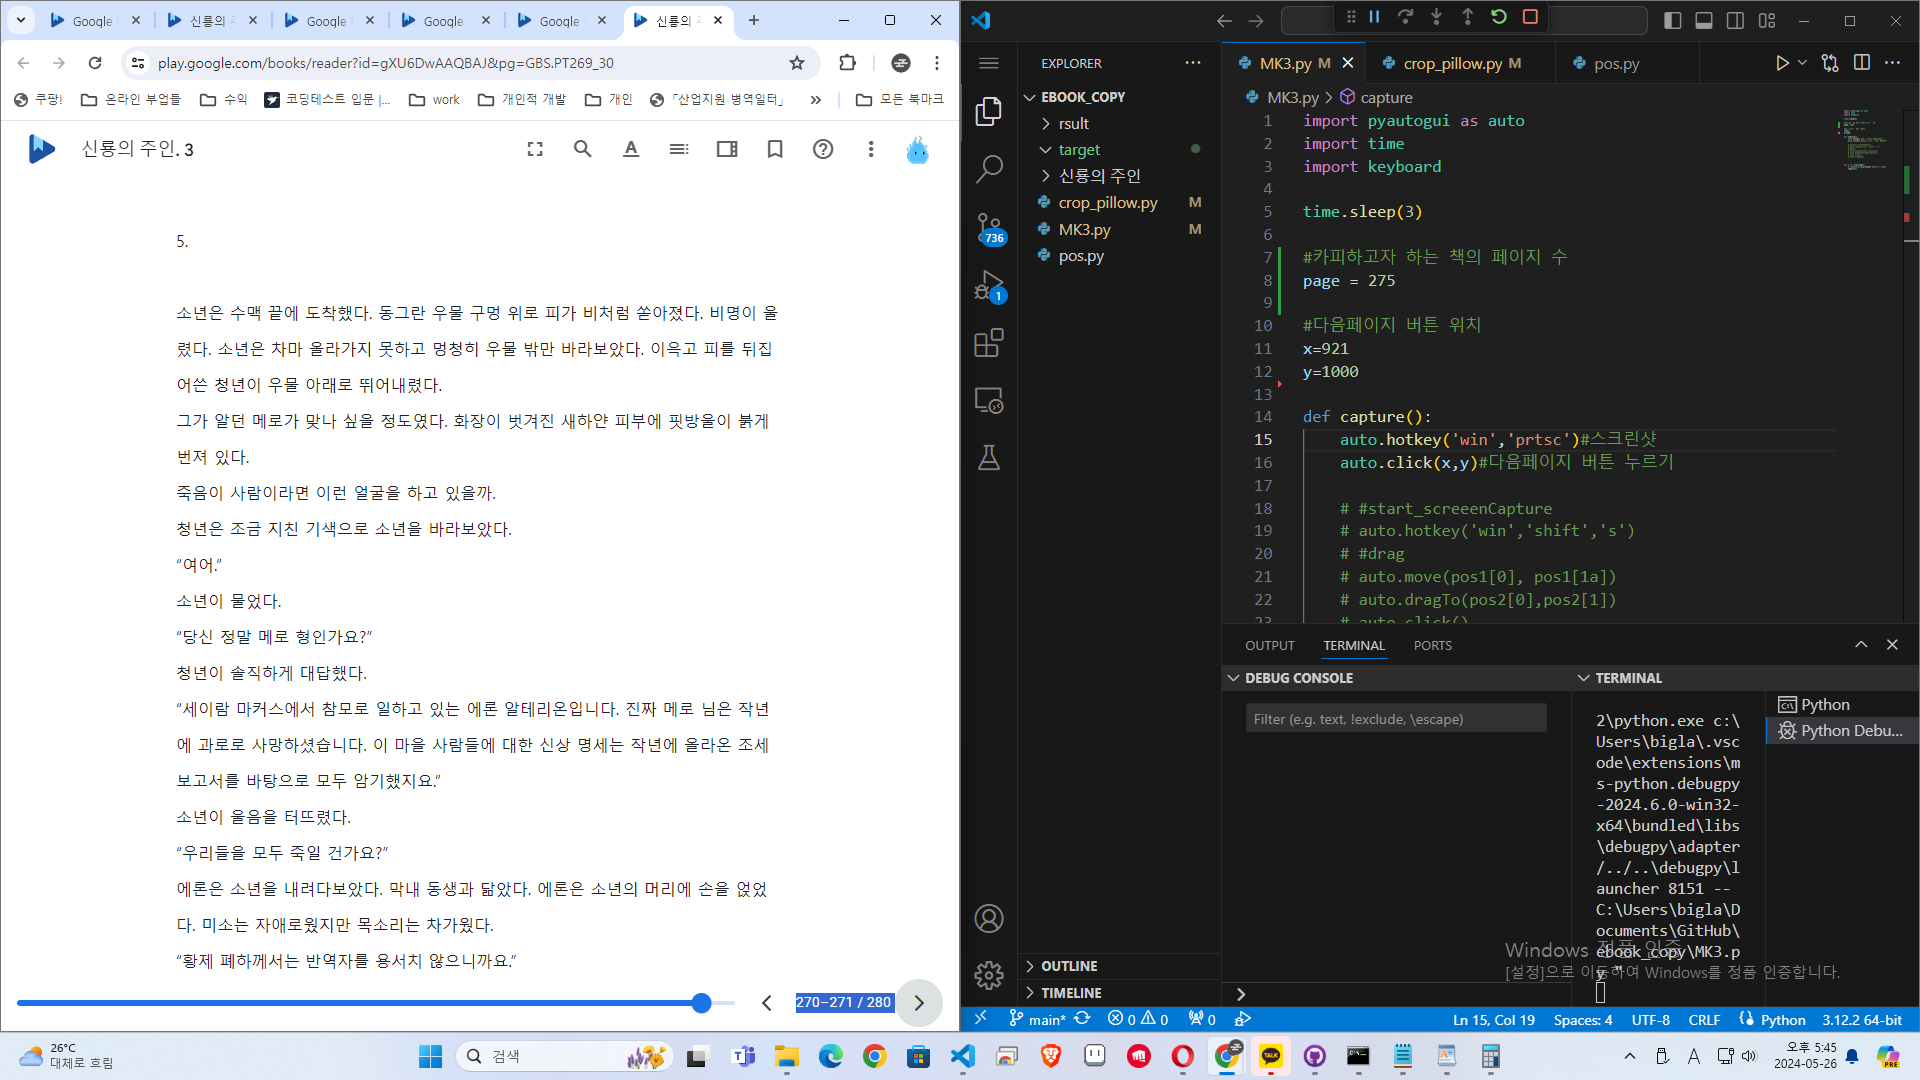 Google
신룡의 주
Google
Google
Google
신룡의 주
play.google.com/books/reader?id=gXU6DwAAQBAJ&pg=GBS.PT269_30
쿠팡!
온라인 부업들
수익
코딩테스트 입문 |...
work
개인적 개발
개인
「산업지원 병역일터」
»
모든 북마크
신룡의 주인. 3
5.
소년은 수맥 끝에 도착했다. 동그란 우물 구멍 위로 피가 비처럼 쏟아졌다. 비명이 울
렸다. 소년은 차마 올라가지 못하고 멍청히 우물 밖만 바라보았다. 이윽고 피를 뒤집
어쓴 청년이 우물 아래로 뛰어내렸다.
그가 알던 메로가 맞나 싶을 정도였다. 화장이 벗겨진 새하얀 피부에 핏방울이 붉게
번져 있다.
죽음이 사람이라면 이런 얼굴을 하고 있을까.
청년은 조금 지친 기색으로 소년을 바라보았다.
“여어.”
소년이 물었다.
“당신 정말 메로 형인가요?”
청년이 솔직하게 대답했다.
“세이람 마커스에서 참모로 일하고 있는 에론 알테리온입니다. 진짜 메로 님은 작년
에 과로로 사망하셨습니다. 이 마을 사람들에 대한 신상 명세는 작년에 올라온 조세
보고서를 바탕으로 모두 암기했지요.”
소년이 울음을 터뜨렸다.
“우리들을 모두 죽일 건가요?”
에론은 소년을 내려다보았다. 막내 동생과 닮았다. 에론은 소년의 머리에 손을 얹었
다. 미소는 자애로웠지만 목소리는 차가웠다.
“황제 폐하께서는 반역자를 용서치 않으니까요.”
270–271 / 280
EXPLORER
EBOOK_COPY
rsult
target
신룡의 주인
crop_pillow.py M
MK3.py M
pos.py
736
1
OUTLINE
TIMELINE
MK3.py M
crop_pillow.py M
pos.py
MK3.py > capture
1 import pyautogui as auto
2 import time
3 import keyboard
4
5 time.sleep(3)
6
7 #카피하고자 하는 책의 페이지 수
8 page = 275
9
10 #다음페이지 버튼 위치
11 x=921
12 y=1000
13
14 def capture():
15 auto.hotkey('win','prtsc')#스크린샷
16 auto.click(x,y)#다음페이지 버튼 누르기
17
18 # #start_screeenCapture
19 # auto.hotkey('win','shift','s')
20 # #drag
21 # auto.move(pos1[0], pos1[1a])
22 # auto.dragTo(pos2[0],pos2[1])
23 # auto.click()
OUTPUT
TERMINAL
PORTS
DEBUG CONSOLE
Filter (e.g. text, !exclude, \escape)
TERMINAL
2\python.exe c:\
Users\bigla\.vsc
ode\extensions\m
s-python.debugpy
-2024.6.0-win32-
x64\bundled\libs
\debugpy\adapter
/../..\debugpy\l
auncher 8151 --
C:\Users\bigla\D
ocuments\GitHub\
ebook_copy\MK3.p
y "
Python
Python Debu...
Windows 정품 인증
[설정]으로 이동하여 Windows를 정품 인증합니다.
main*
0
0
0
Ln 15, Col 19
Spaces: 4
UTF-8
CRLF
Python
3.12.2 64-bit
26°C
대체로 흐림
검색
TALK
A
오후 5:45
2024-05-26
PRE